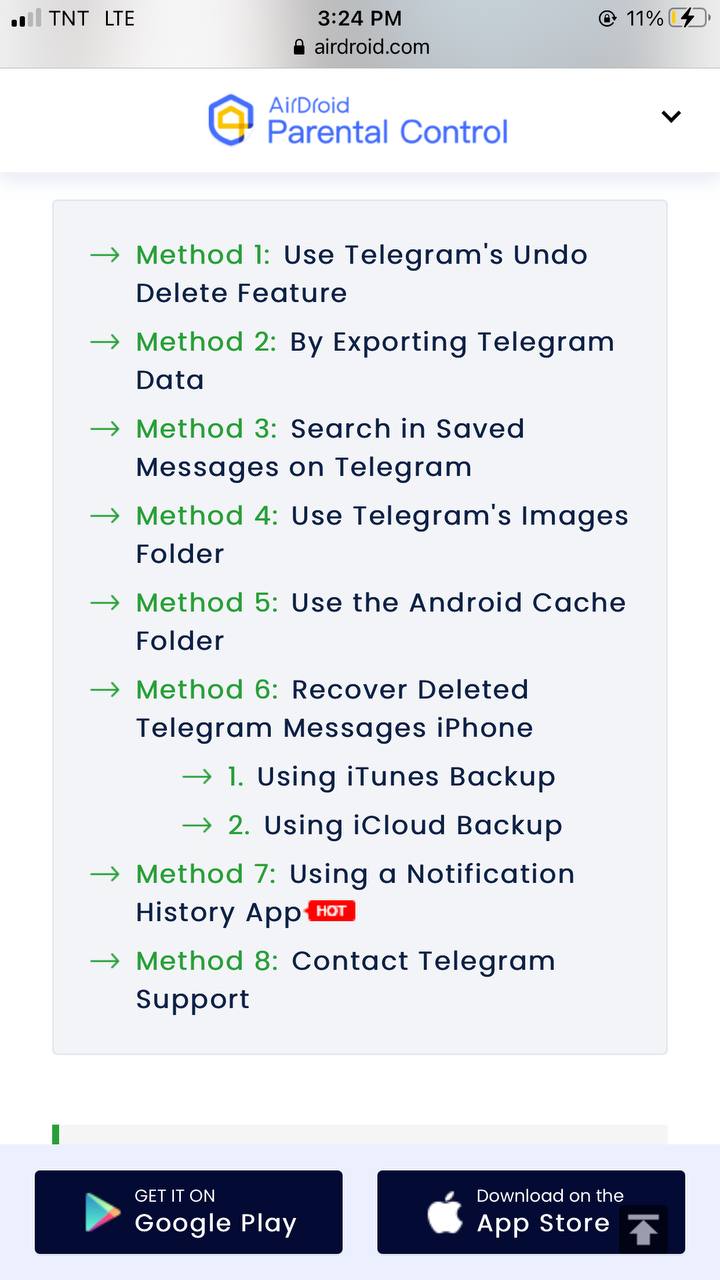 TNT LTE 3:24 PM 11%
airdroid.com
AirDroid
Parental Control
→ Method 1: Use Telegram's Undo
Delete Feature
→ Method 2: By Exporting Telegram
Data
→ Method 3: Search in Saved
Messages on Telegram
→ Method 4: Use Telegram's Images
Folder
→ Method 5: Use the Android Cache
Folder
→ Method 6: Recover Deleted
Telegram Messages iPhone
→ 1. Using iTunes Backup
→ 2. Using iCloud Backup
→ Method 7: Using a Notification
History App HOT
→ Method 8: Contact Telegram
Support
GET IT ON
Google Play
Download on the
App Store